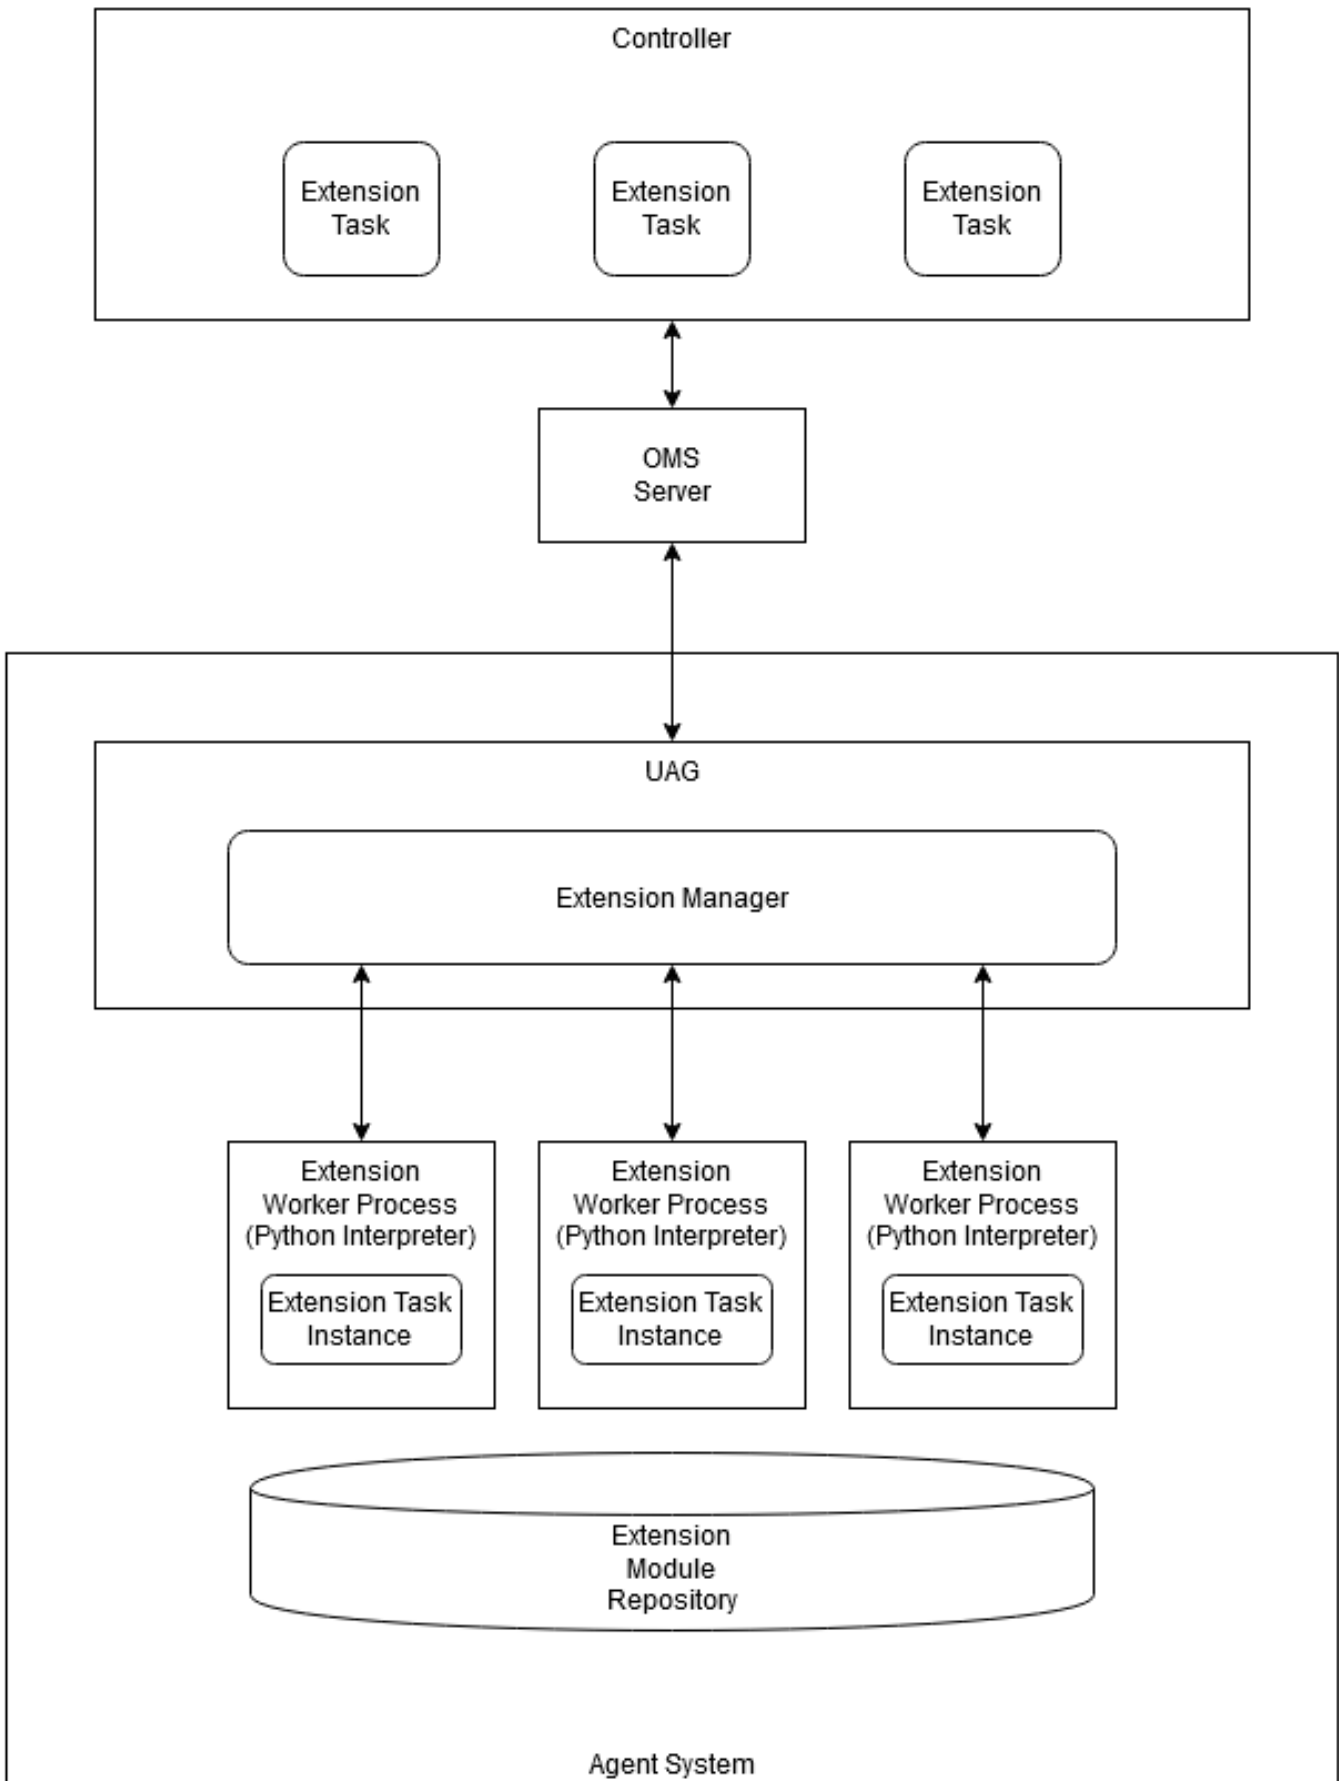 Controller
Extension
Task
Extension
Task
Extension
Task
OMS
Server
UAG
Extension Manager
Extension
Worker Process
(Python Interpreter)
Extension Task
Instance
Extension
Worker Process
(Python Interpreter)
Extension Task
Instance
Extension
Worker Process
(Python Interpreter)
Extension Task
Instance
Extension
Module
Repository
Agent System